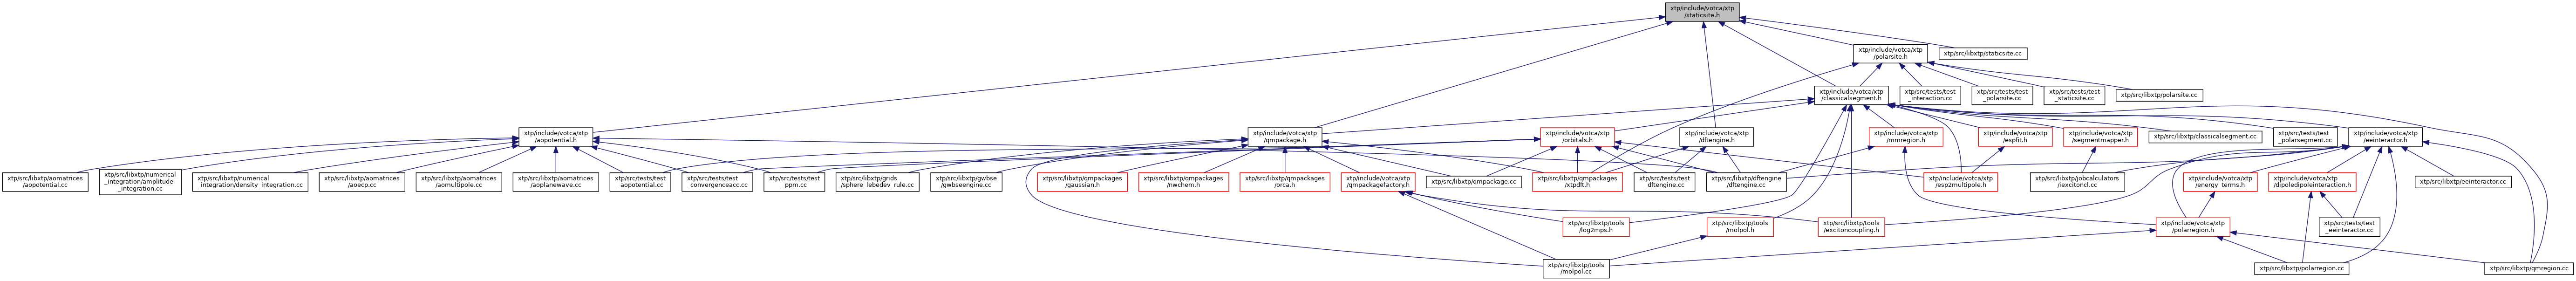 xtp/include/votca/xtp
/staticsite.h
xtp/include/votca/xtp
/polarsite.h
xtp/src/libxtp/staticsite.cc
xtp/include/votca/xtp
/classicalsegment.h
xtp/src/tests/test
_interaction.cc
xtp/src/tests/test
_polarsite.cc
xtp/src/tests/test
_staticsite.cc
xtp/src/libxtp/polarsite.cc
xtp/include/votca/xtp
/aopotential.h
xtp/include/votca/xtp
/qmpackage.h
xtp/include/votca/xtp
/orbitals.h
xtp/include/votca/xtp
/dftengine.h
xtp/include/votca/xtp
/mmregion.h
xtp/include/votca/xtp
/espfit.h
xtp/include/votca/xtp
/segmentmapper.h
xtp/src/libxtp/classicalsegment.cc
xtp/src/tests/test
_polarsegment.cc
xtp/include/votca/xtp
/eeinteractor.h
xtp/src/libxtp/aomatrices
/aopotential.cc
xtp/src/libxtp/numerical
_integration/amplitude
_integration.cc
xtp/src/libxtp/numerical
_integration/density_integration.cc
xtp/src/libxtp/aomatrices
/aoecp.cc
xtp/src/libxtp/aomatrices
/aomultipole.cc
xtp/src/libxtp/aomatrices
/aoplanewave.cc
xtp/src/tests/test
_aopotential.cc
xtp/src/tests/test
_convergenceacc.cc
xtp/src/tests/test
_ppm.cc
xtp/src/libxtp/grids
/sphere_lebedev_rule.cc
xtp/src/libxtp/gwbse
/gwbseengine.cc
xtp/src/libxtp/qmpackages
/gaussian.h
xtp/src/libxtp/qmpackages
/nwchem.h
xtp/src/libxtp/qmpackages
/orca.h
xtp/include/votca/xtp
/qmpackagefactory.h
xtp/src/libxtp/qmpackage.cc
xtp/src/libxtp/qmpackages
/xtpdft.h
xtp/src/tests/test
_dftengine.cc
xtp/src/libxtp/dftengine
/dftengine.cc
xtp/include/votca/xtp
/esp2multipole.h
xtp/src/libxtp/jobcalculators
/iexcitoncl.cc
xtp/include/votca/xtp
/energy_terms.h
xtp/include/votca/xtp
/dipoledipoleinteraction.h
xtp/src/libxtp/eeinteractor.cc
xtp/src/libxtp/tools
/log2mps.h
xtp/src/libxtp/tools
/molpol.h
xtp/src/libxtp/tools
/excitoncoupling.h
xtp/include/votca/xtp
/polarregion.h
xtp/src/tests/test
_eeinteractor.cc
xtp/src/libxtp/tools
/molpol.cc
xtp/src/libxtp/polarregion.cc
xtp/src/libxtp/qmregion.cc